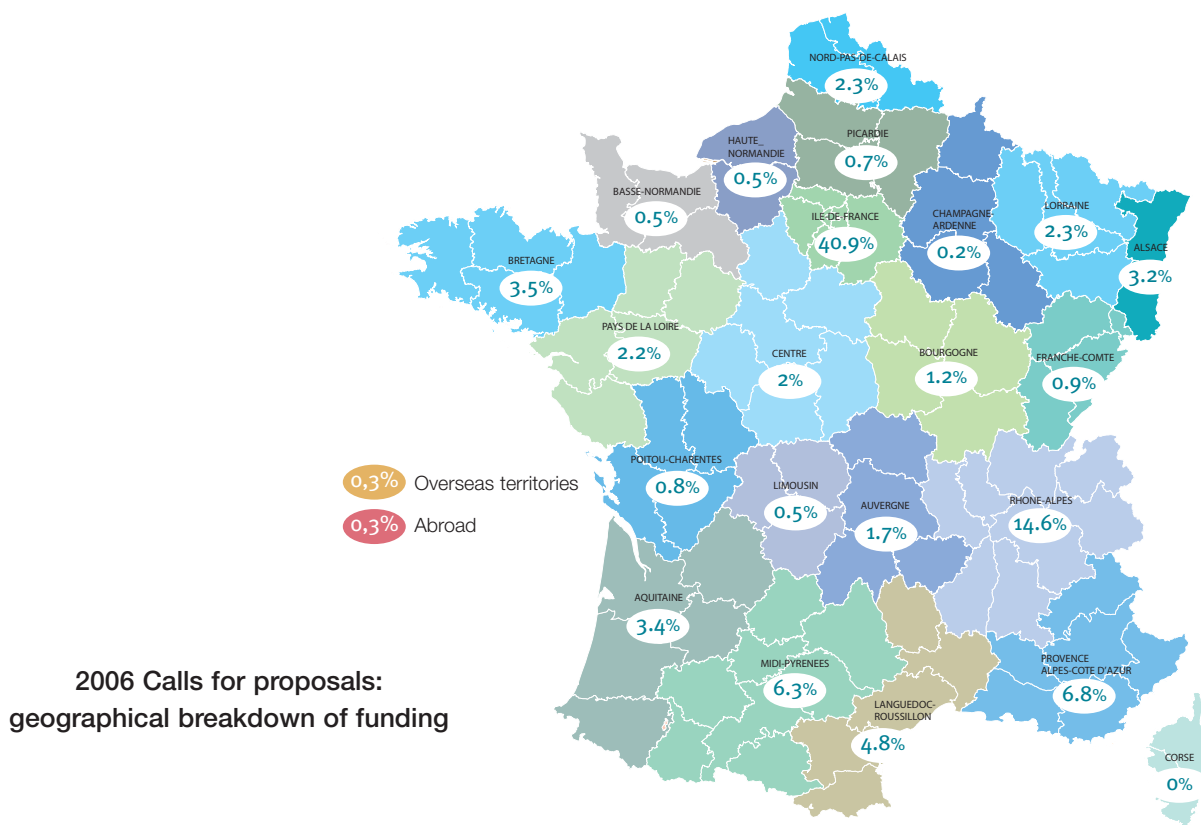 NORD-PAS-DE-CALAIS
2.3%
PICARDIE
0.7%
HAUTE_
NORMANDIE
0.5%
BASSE-NORMANDIE
0.5%
ILE-DE-FRANCE
40.9%
CHAMPAGNE-
ARDENNE
0.2%
LORRAINE
2.3%
ALSACE
3.2%
BRETAGNE
3.5%
PAYS DE LA LOIRE
2.2%
CENTRE
2%
BOURGOGNE
1.2%
FRANCHE-COMTE
0.9%
POITOU-CHARENTES
0.8%
LIMOUSIN
0.5%
AUVERGNE
1.7%
RHONE-ALPES
14.6%
0,3% Overseas territories
0,3% Abroad
AQUITAINE
3.4%
MIDI-PYRENEES
6.3%
LANGUEDOC-
ROUSSILLON
4.8%
PROVENCE
ALPES-COTE D'AZUR
6.8%
CORSE
0%
2006 Calls for proposals:
geographical breakdown of funding